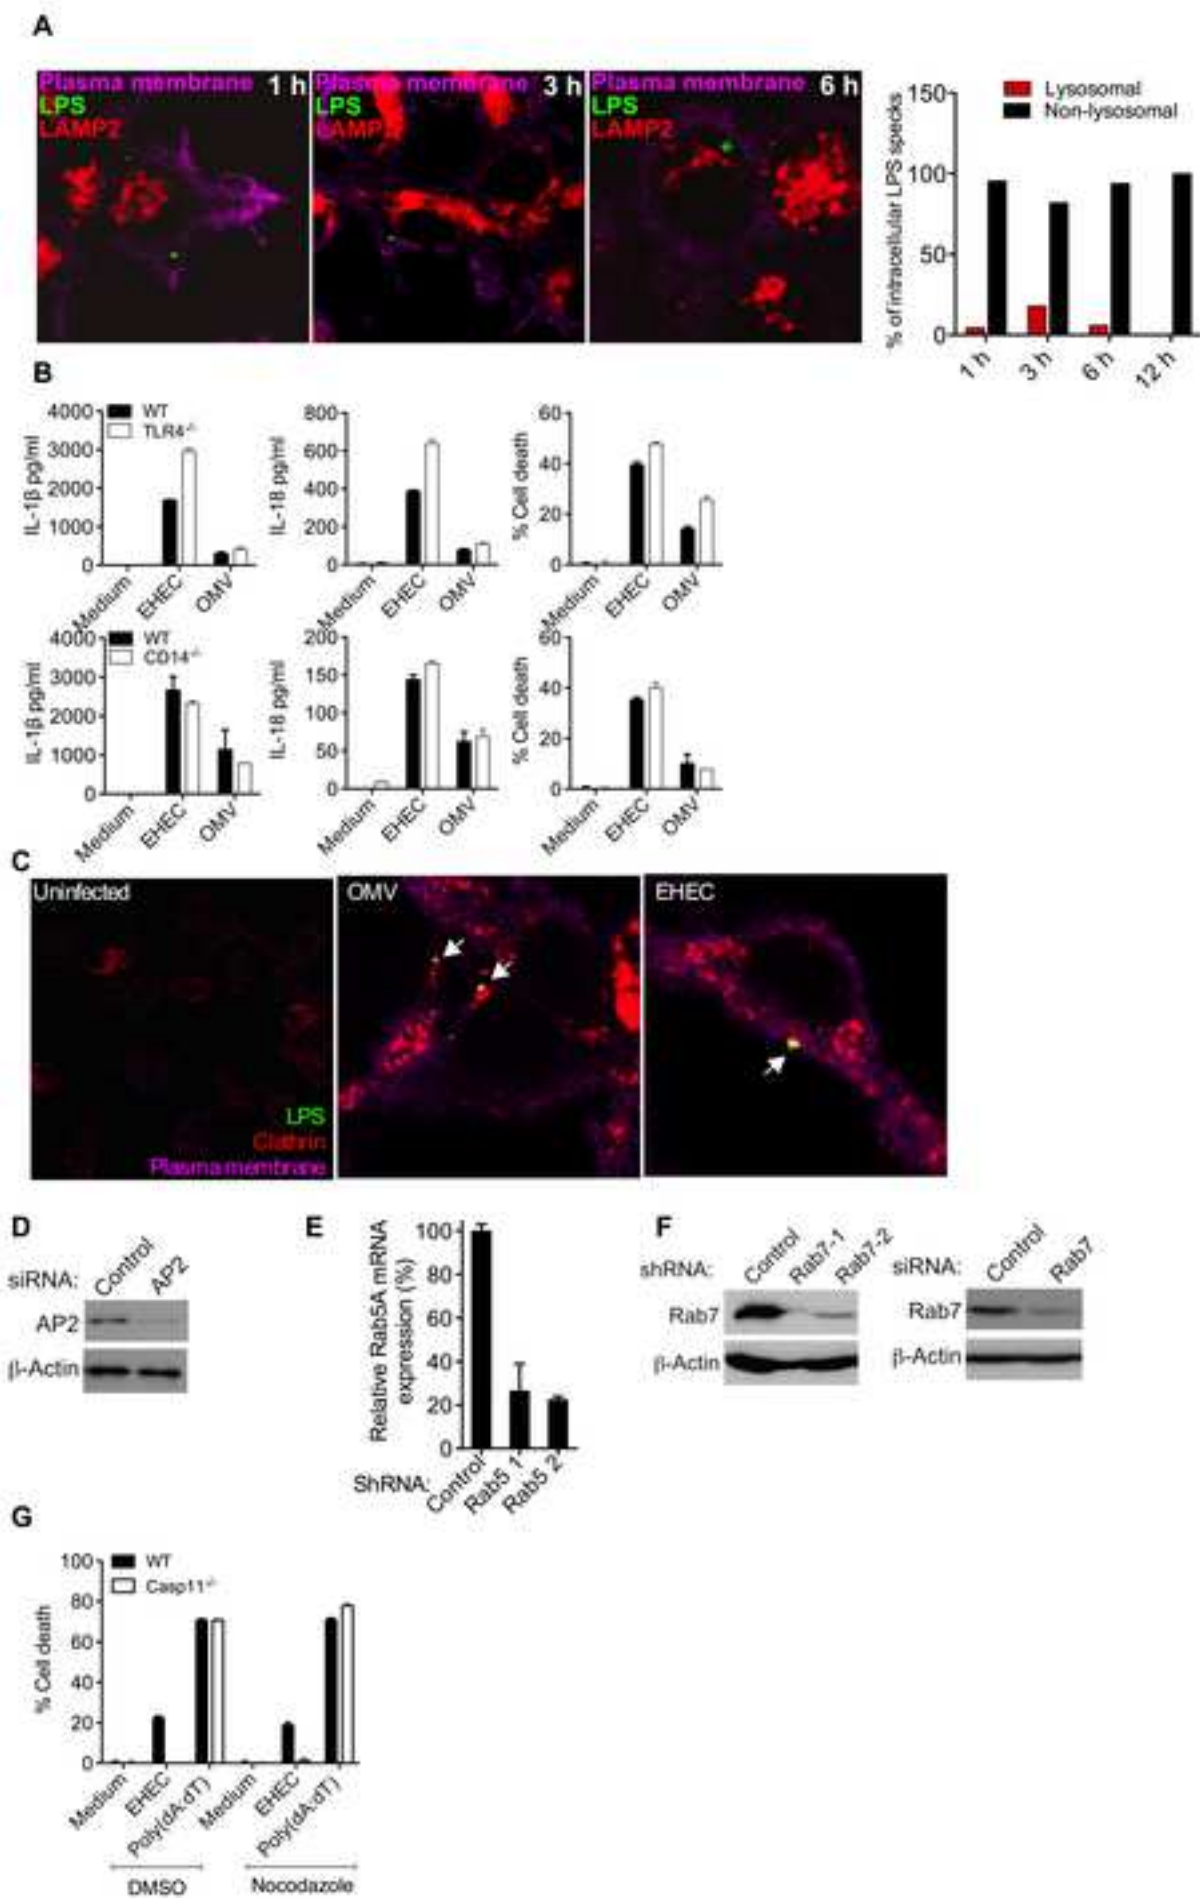 A
Plasma membrane 1 h
LPS
LAMP2
Plasma membrane 3 h
LPS
LAMP2
Plasma membrane 6 h
LPS
LAMP2
% of intracellular LPS specks
150
100
50
0
Lysosomal
Non-lysosomal
1 h
3 h
6 h
12 h
B
IL-1β pg/ml
4000
3000
2000
1000
0
WT
TLR4-/-
Medium
EHEC
OMV
IL-18 pg/ml
800
600
400
200
0
Medium
EHEC
OMV
% Cell death
60
40
20
0
Medium
EHEC
OMV
IL-1β pg/ml
4000
3000
2000
1000
0
WT
CD14-/-
Medium
EHEC
OMV
IL-18 pg/ml
200
150
100
50
0
Medium
EHEC
OMV
% Cell death
60
40
20
0
Medium
EHEC
OMV
C
Uninfected
LPS
Clathrin
Plasma membrane
OMV
EHEC
D
siRNA:
Control
AP2
AP2
β-Actin
E
Relative Rab5A mRNA
expression (%)
100
80
60
40
20
0
ShRNA:
Control
Rab5 1
Rab5 2
F
shRNA:
Control
Rab7-1
Rab7-2
Rab7
β-Actin
siRNA:
Control
Rab7
Rab7
β-Actin
G
% Cell death
100
80
60
40
20
0
WT
Casp11-/-
Medium
EHEC
Poly(dA:dT)
Medium
EHEC
Poly(dA:dT)
DMSO
Nocodazole